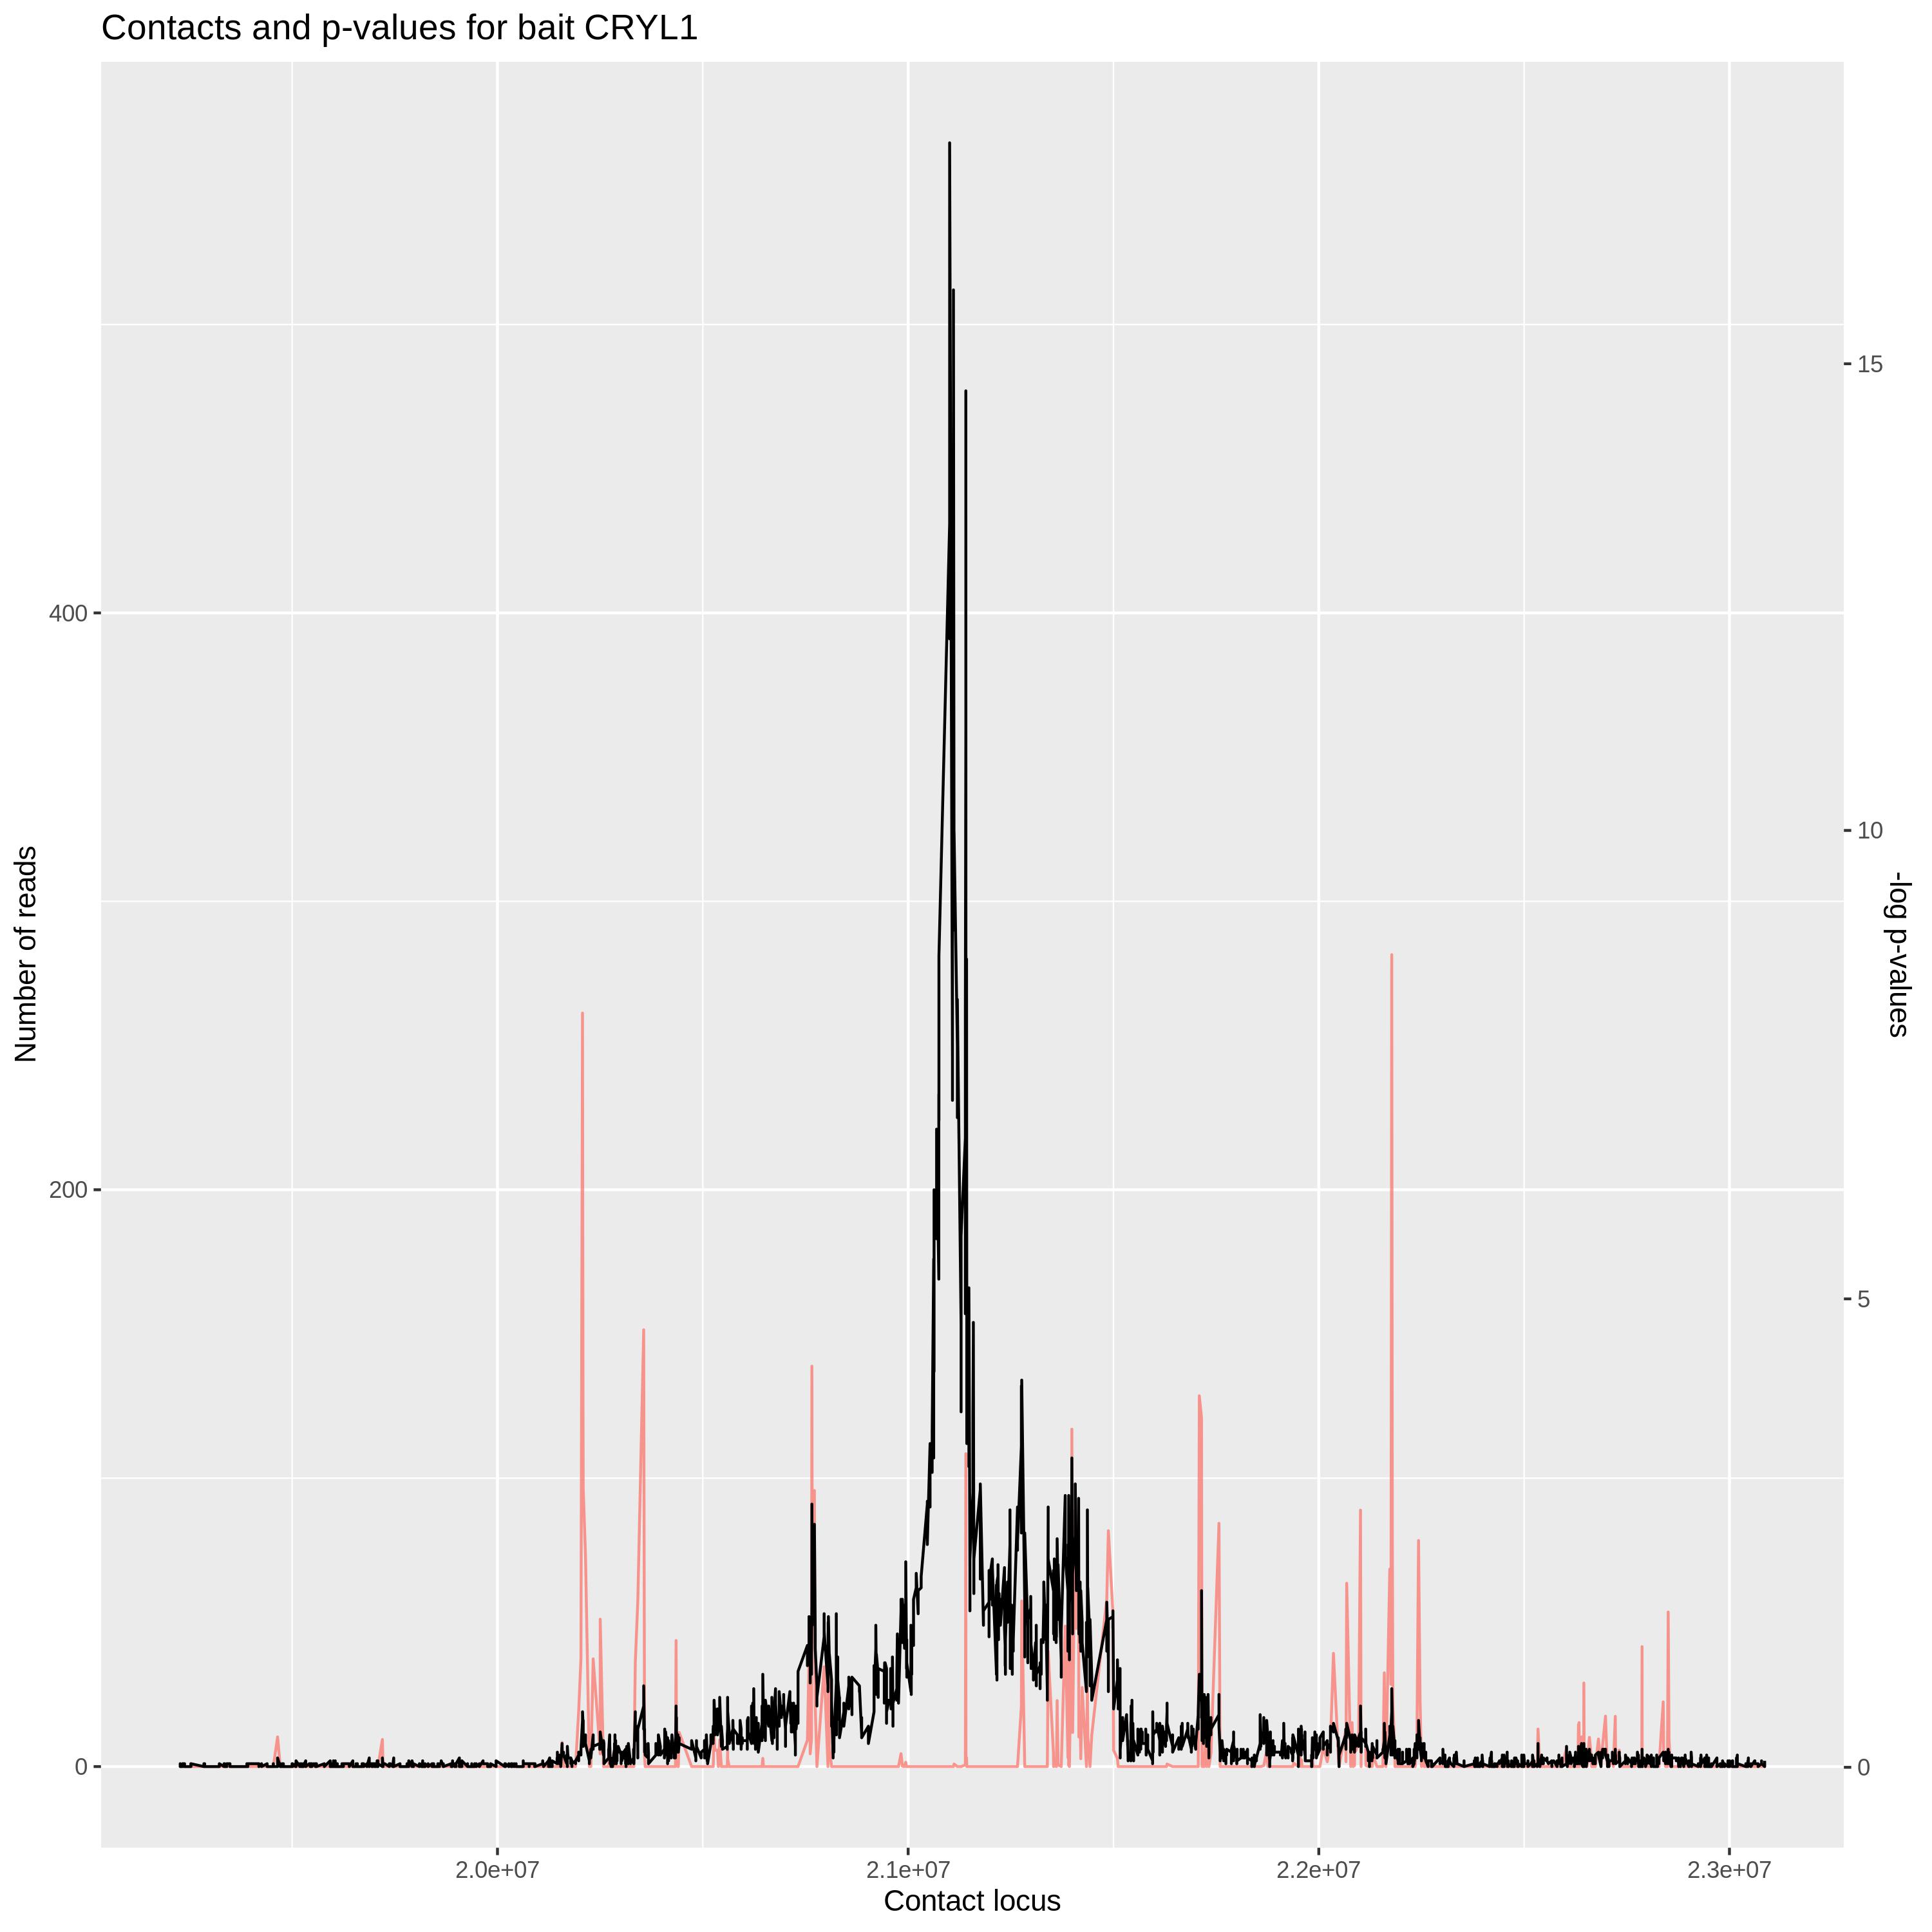 Contacts and p-values for bait CRYL1
Number of reads
400
200
0
15
10
5
0
-log p-values
2.0e+07
2.1e+07
2.2e+07
2.3e+07
Contact locus